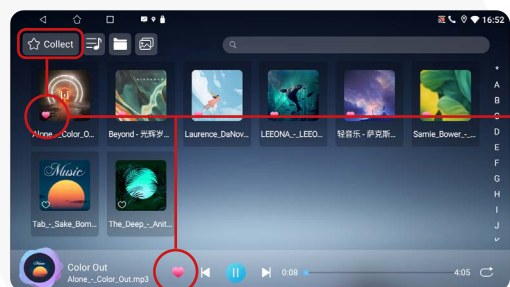 16:52
Collect
*
A
B
C
D
E
F
G
H
I
J
Alone_-_Color_O...
Beyond - 光辉岁...
Laurence_DaNov...
LEEONA_-_LEEO...
轻音乐 - 萨克斯...
Samie_Bower_-_...
Music
Tab_-_Sake_Bom...
The_Deep_-_Anit...
Color Out
Alone_-_Color_Out.mp3
0:08
4:05